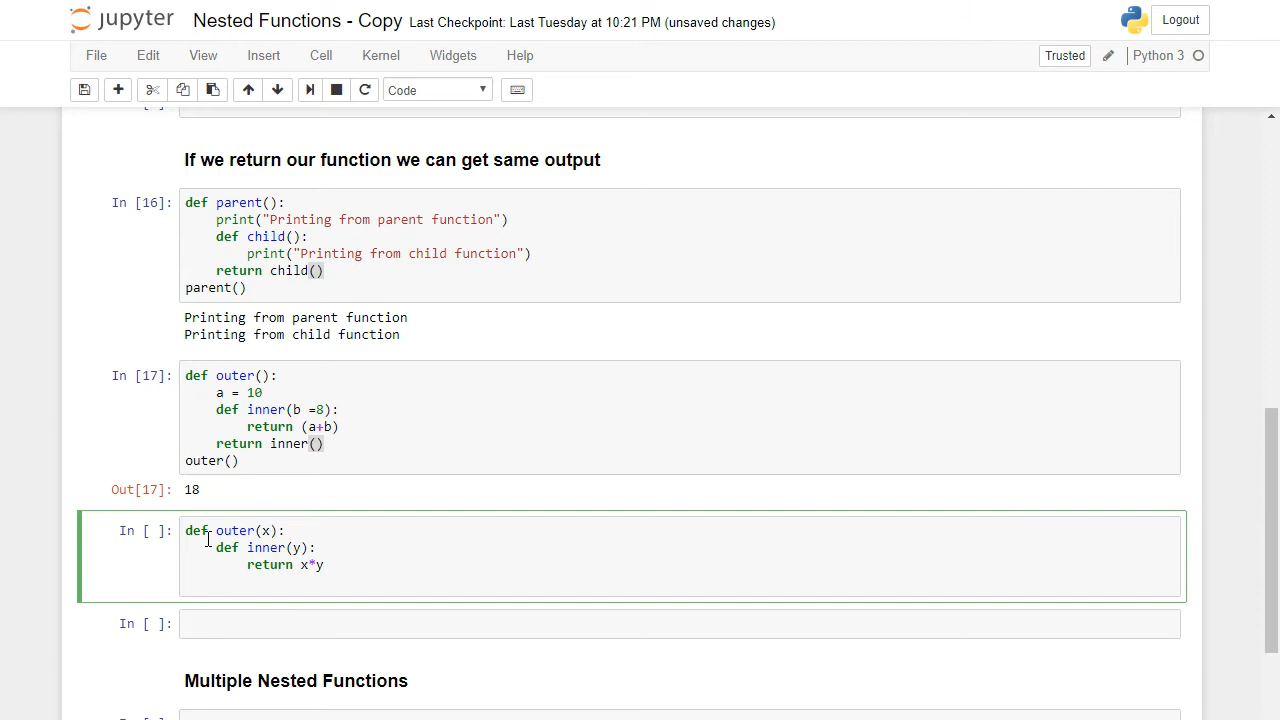 jupyter Nested Functions - Copy Last Checkpoint: Last Tuesday at 10:21 PM (unsaved changes) Logout
File Edit View Insert Cell Kernel Widgets Help Trusted Python 3
Code
If we return our function we can get same output
In [16]: def parent():
print("Printing from parent function")
def child():
print("Printing from child function")
return child()
parent()
Printing from parent function
Printing from child function
In [17]: def outer():
a = 10
def inner(b =8):
return (a+b)
return inner()
outer()
Out[17]: 18
In [ ]: def outer(x):
def inner(y):
return x*y
In [ ]:
Multiple Nested Functions